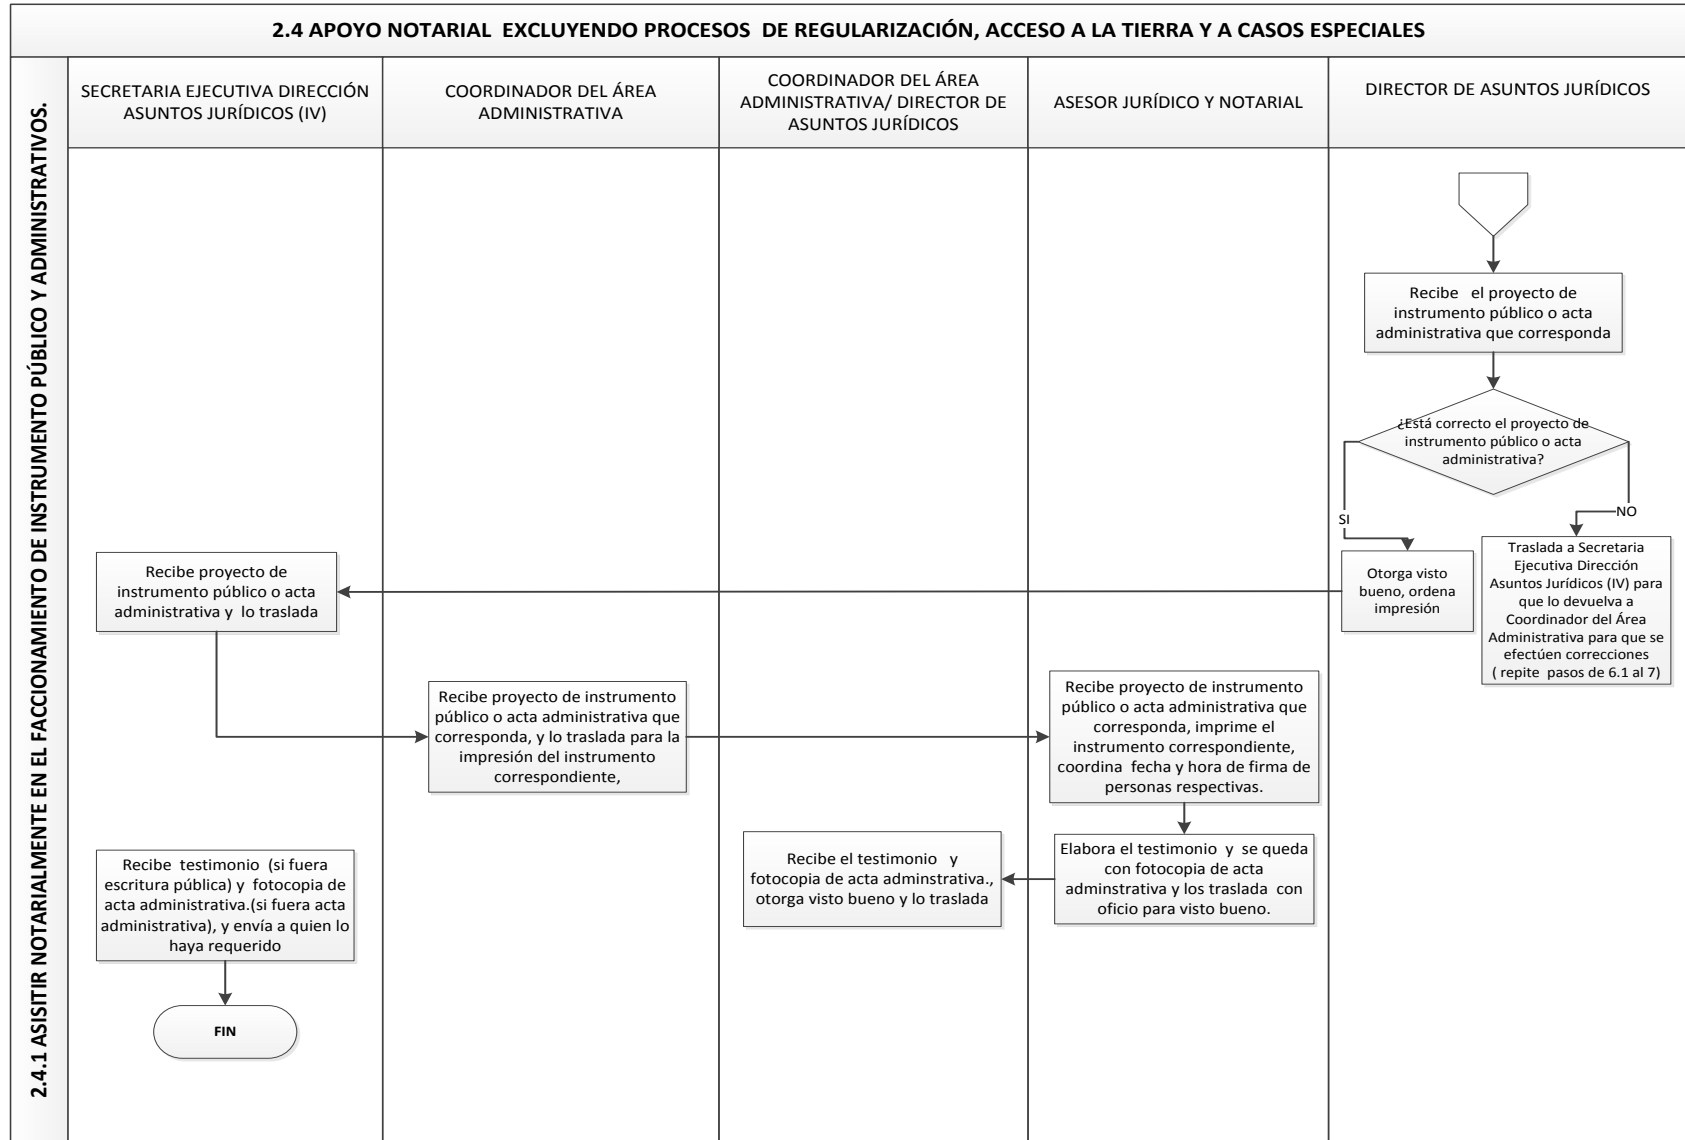 2.4 APOYO NOTARIAL EXCLUYENDO PROCESOS DE REGULARIZACIÓN, ACCESO A LA TIERRA Y A CASOS ESPECIALES
2.4.1 ASISITIR NOTARIALMENTE EN EL FACCIONAMIENTO DE INSTRUMENTO PÚBLICO Y ADMINISTRATIVOS.
SECRETARIA EJECUTIVA DIRECCIÓN
ASUNTOS JURÍDICOS (IV)
COORDINADOR DEL ÁREA
ADMINISTRATIVA
COORDINADOR DEL ÁREA
ADMINISTRATIVA/ DIRECTOR DE
ASUNTOS JURÍDICOS
ASESOR JURÍDICO Y NOTARIAL
DIRECTOR DE ASUNTOS JURÍDICOS
Recibe el proyecto de
instrumento público o acta
administrativa que corresponda
¿Está correcto el proyecto de
instrumento público o acta
administrativa?
SI
NO
Otorga visto
bueno, ordena
impresión
Traslada a Secretaria
Ejecutiva Dirección
Asuntos Jurídicos (IV) para
que lo devuelva a
Coordinador del Área
Administrativa para que se
efectúen correcciones
( repite pasos de 6.1 al 7)
Recibe proyecto de
instrumento público o acta
administrativa y lo traslada
Recibe proyecto de instrumento
público o acta administrativa que
corresponda, y lo traslada para la
impresión del instrumento
correspondiente,
Recibe proyecto de instrumento
público o acta administrativa que
corresponda, imprime el
instrumento correspondiente,
coordina fecha y hora de firma de
personas respectivas.
Elabora el testimonio y se queda
con fotocopia de acta
adminstrativa y los traslada con
oficio para visto bueno.
Recibe el testimonio y
fotocopia de acta adminstrativa.,
otorga visto bueno y lo traslada
Recibe testimonio (si fuera
escritura pública) y fotocopia de
acta administrativa.(si fuera acta
administrativa), y envía a quien lo
haya requerido
FIN